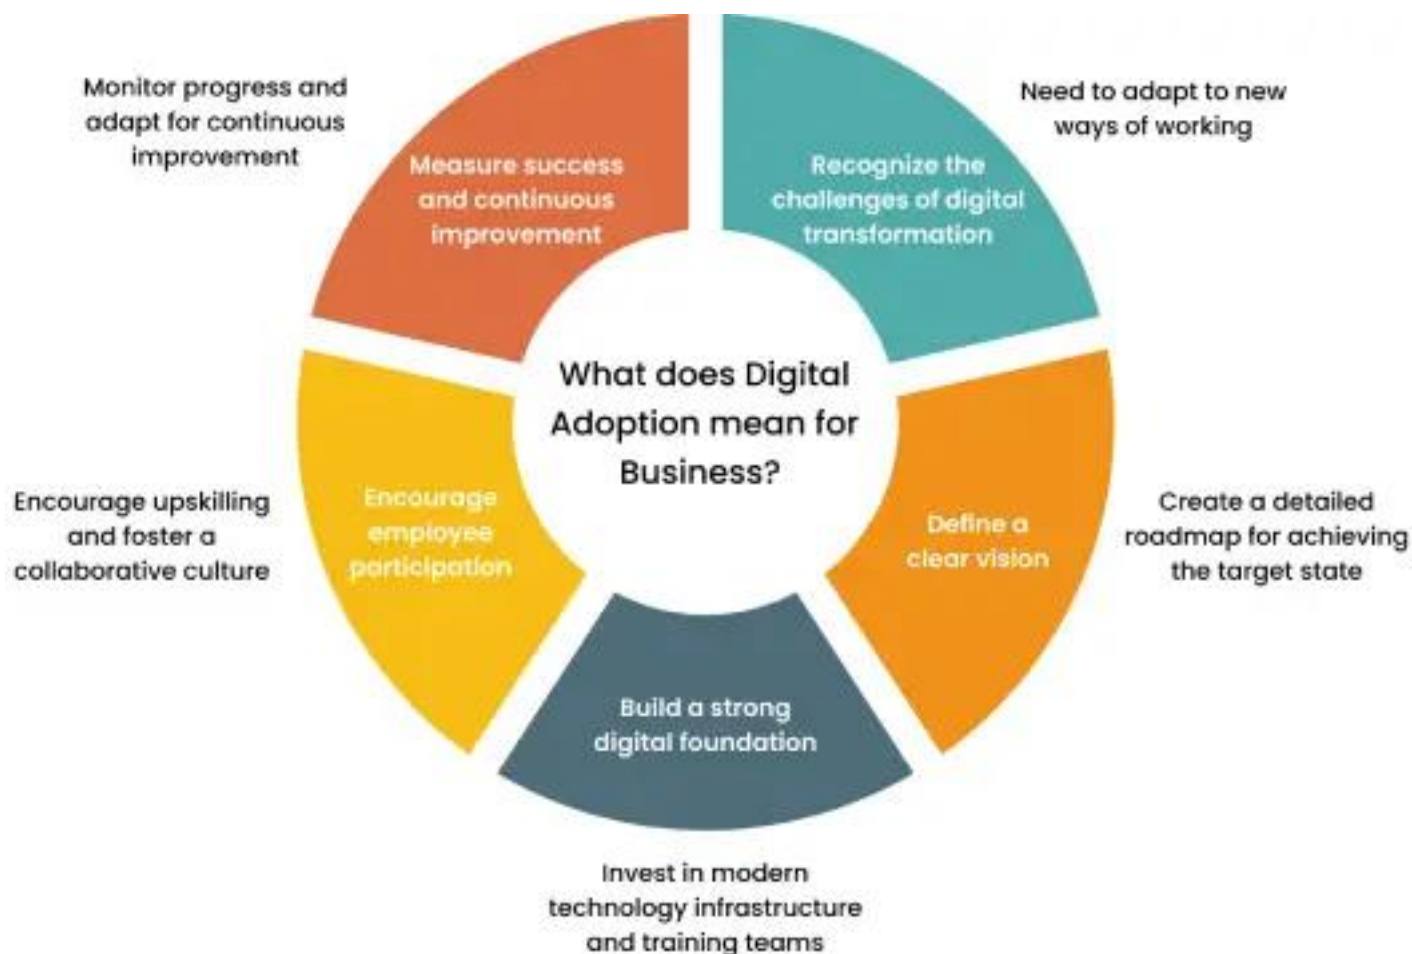 What does Digital
Adoption mean for
Business?
Recognize the
challenges of digital
transformation
Need to adapt to new
ways of working
Define a
clear vision
Create a detailed
roadmap for achieving
the target state
Build a strong
digital foundation
Invest in modern
technology infrastructure
and training teams
Encourage
employee
participation
Encourage upskilling
and foster a
collaborative culture
Measure success
and continuous
improvement
Monitor progress and
adapt for continuous
improvement